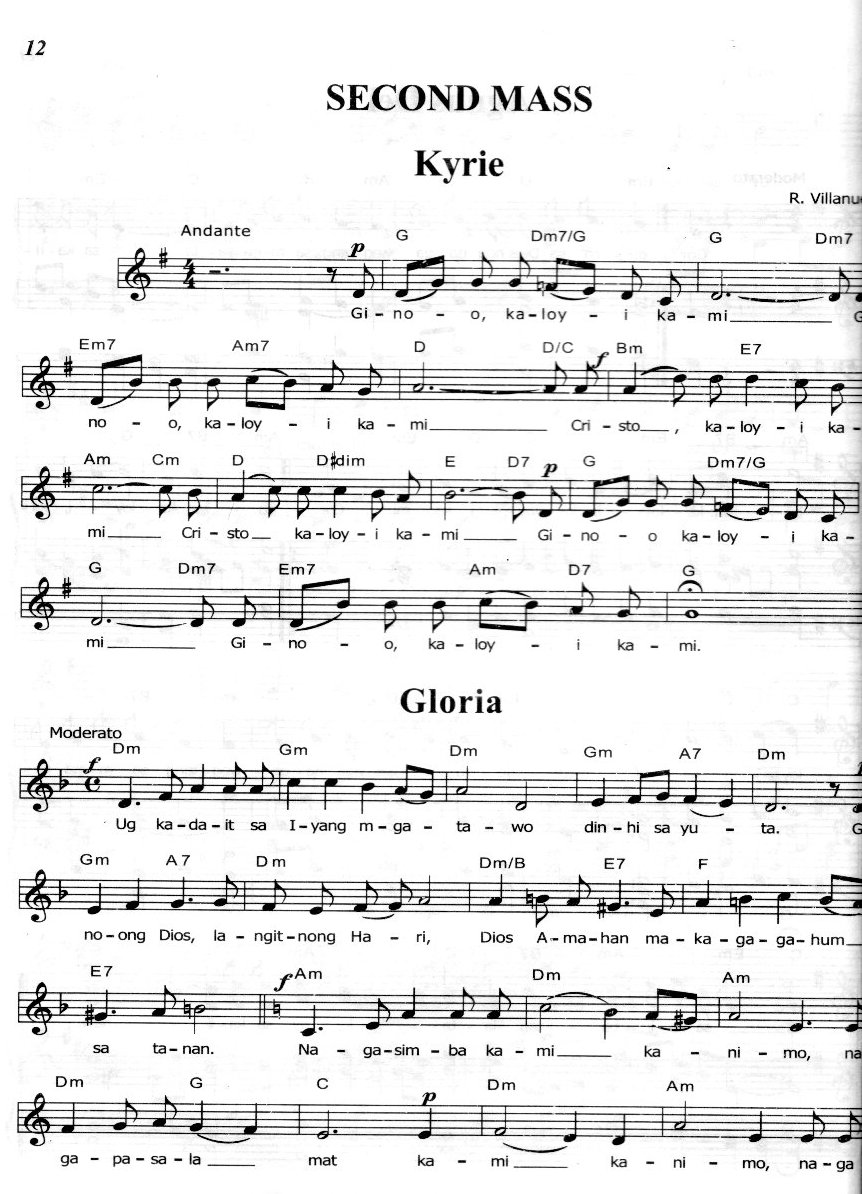 12
SECOND MASS
Kyrie
R. Villanu
Andante
G Dm7/G G Dm7
p
Gi - no - o, ka - loy - i ka - mi
Em7 Am7 D D/C f Bm E7
no - o, ka - loy - i ka - mi Cri - sto , ka - loy - i ka -
Am Cm D D#dim E D7 p G Dm7/G
mi Cri - sto ka - loy - i ka - mi Gi - no - o ka - loy - i ka -
G Dm7 Em7 Am D7 G
mi Gi - no - o, ka - loy - i ka - mi.
Gloria
Moderato
Dm Gm Dm Gm A7 Dm
f
Ug ka - da - it sa I - yang m - ga - ta - wo din - hi sa yu - ta. G
Gm A7 Dm Dm/B E7 F
no - ong Dios, la - ngit - nong Ha - ri, Dios A - ma - han ma - ka - ga - ga - hum
E7 f Am Dm Am
sa ta - nan. Na - ga - sim - ba ka - mi ka - ni - mo, na
Dm G C p Dm Am
ga - pa - sa - la mat ka - mi ka - ni - mo, na - ga